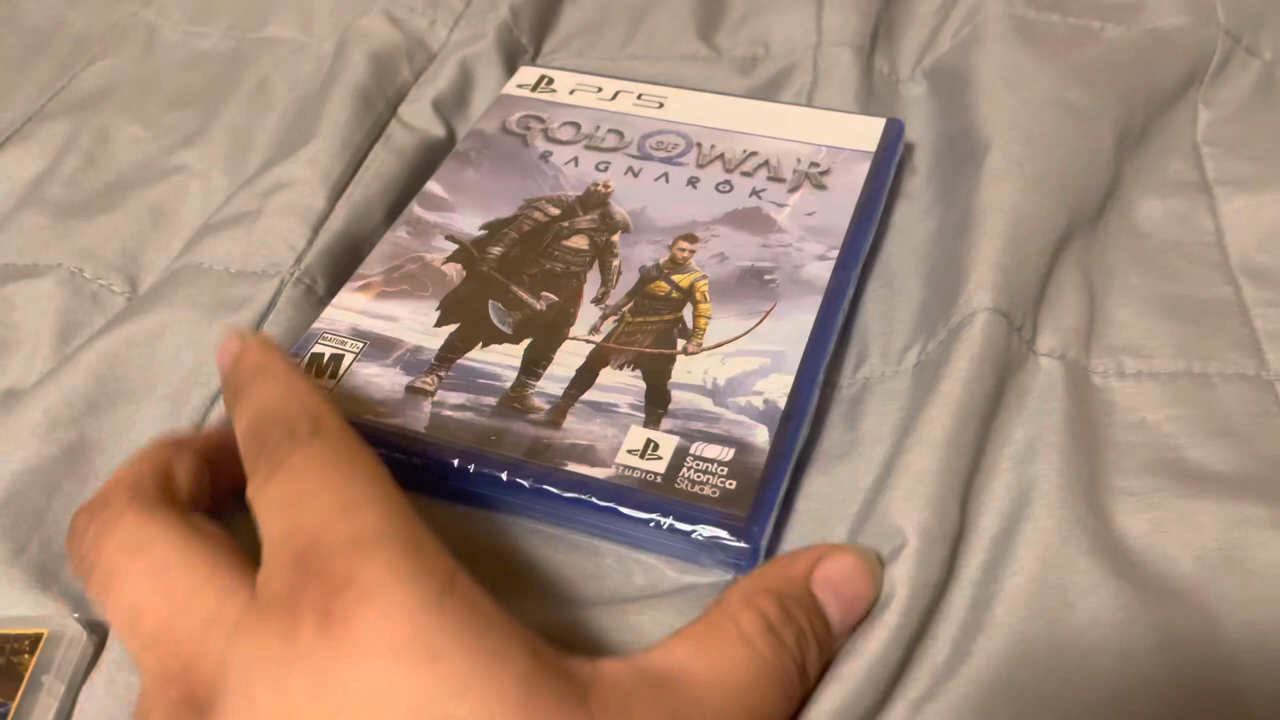 PS5
GOD OF WAR
RAGNARÖK
MATURE 17+
M
STUDIOS
Santa
Monica
Studio